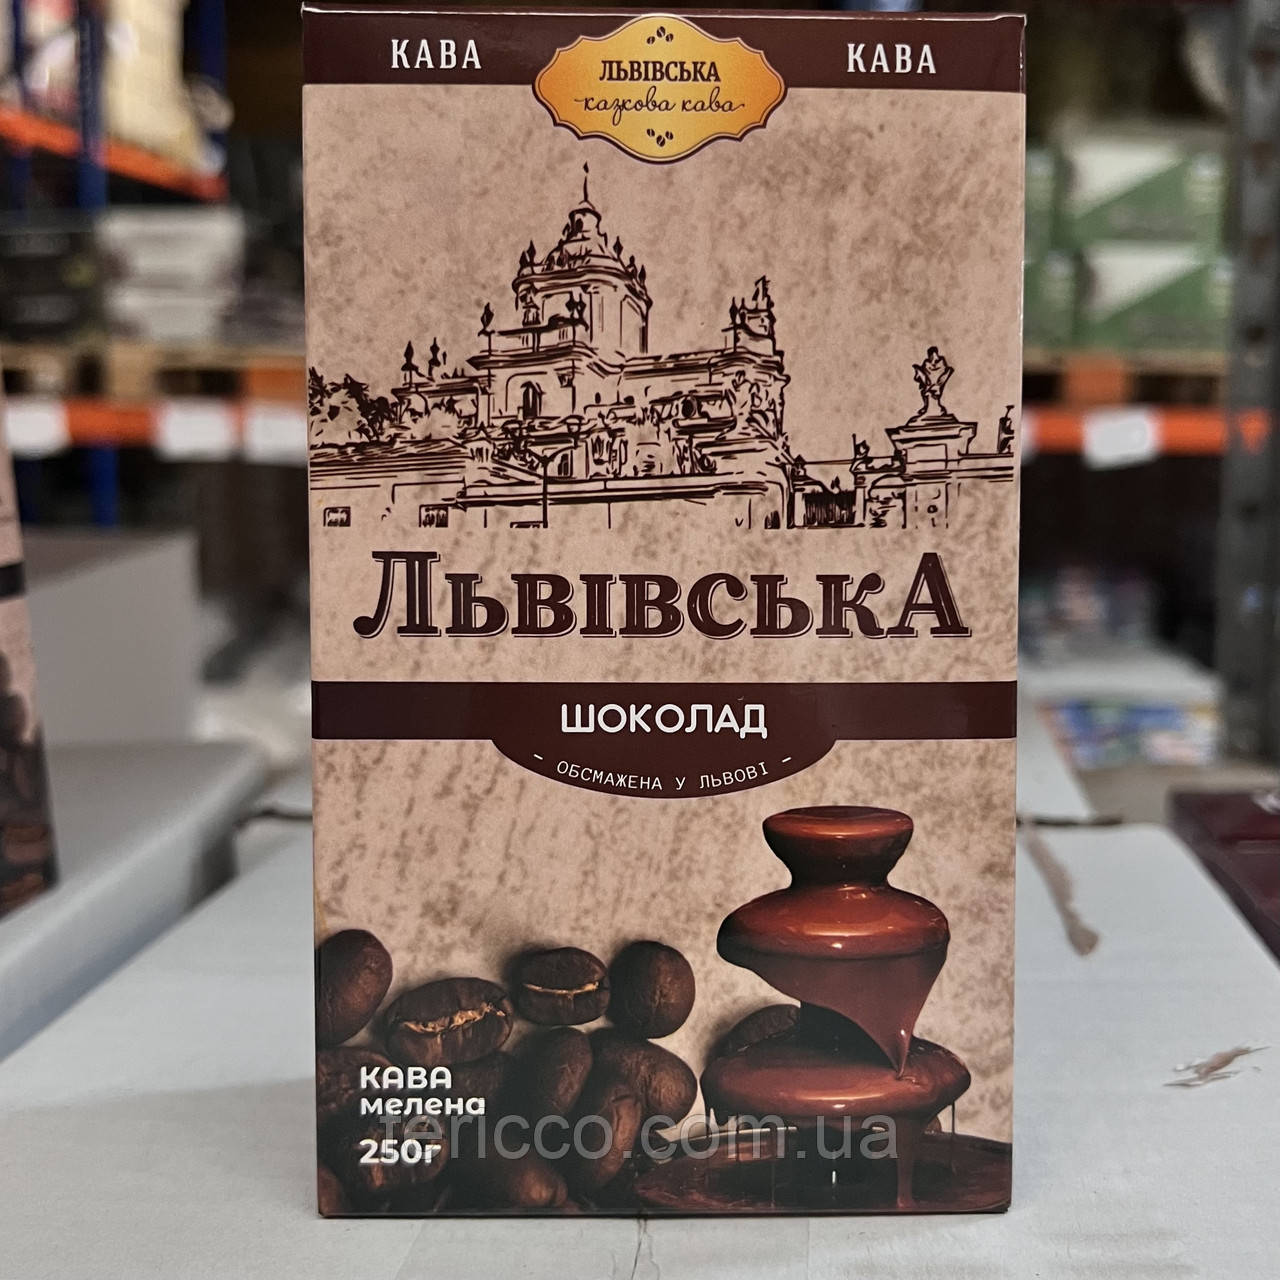 КАВА
ЛЬВІВСЬКА
казкова кава
КАВА
ЛЬВІВСЬКА
ШОКОЛАД
- ОБСМАЖЕНА У ЛЬВОВІ -
КАВА
мелена
250г
fericco.com.ua